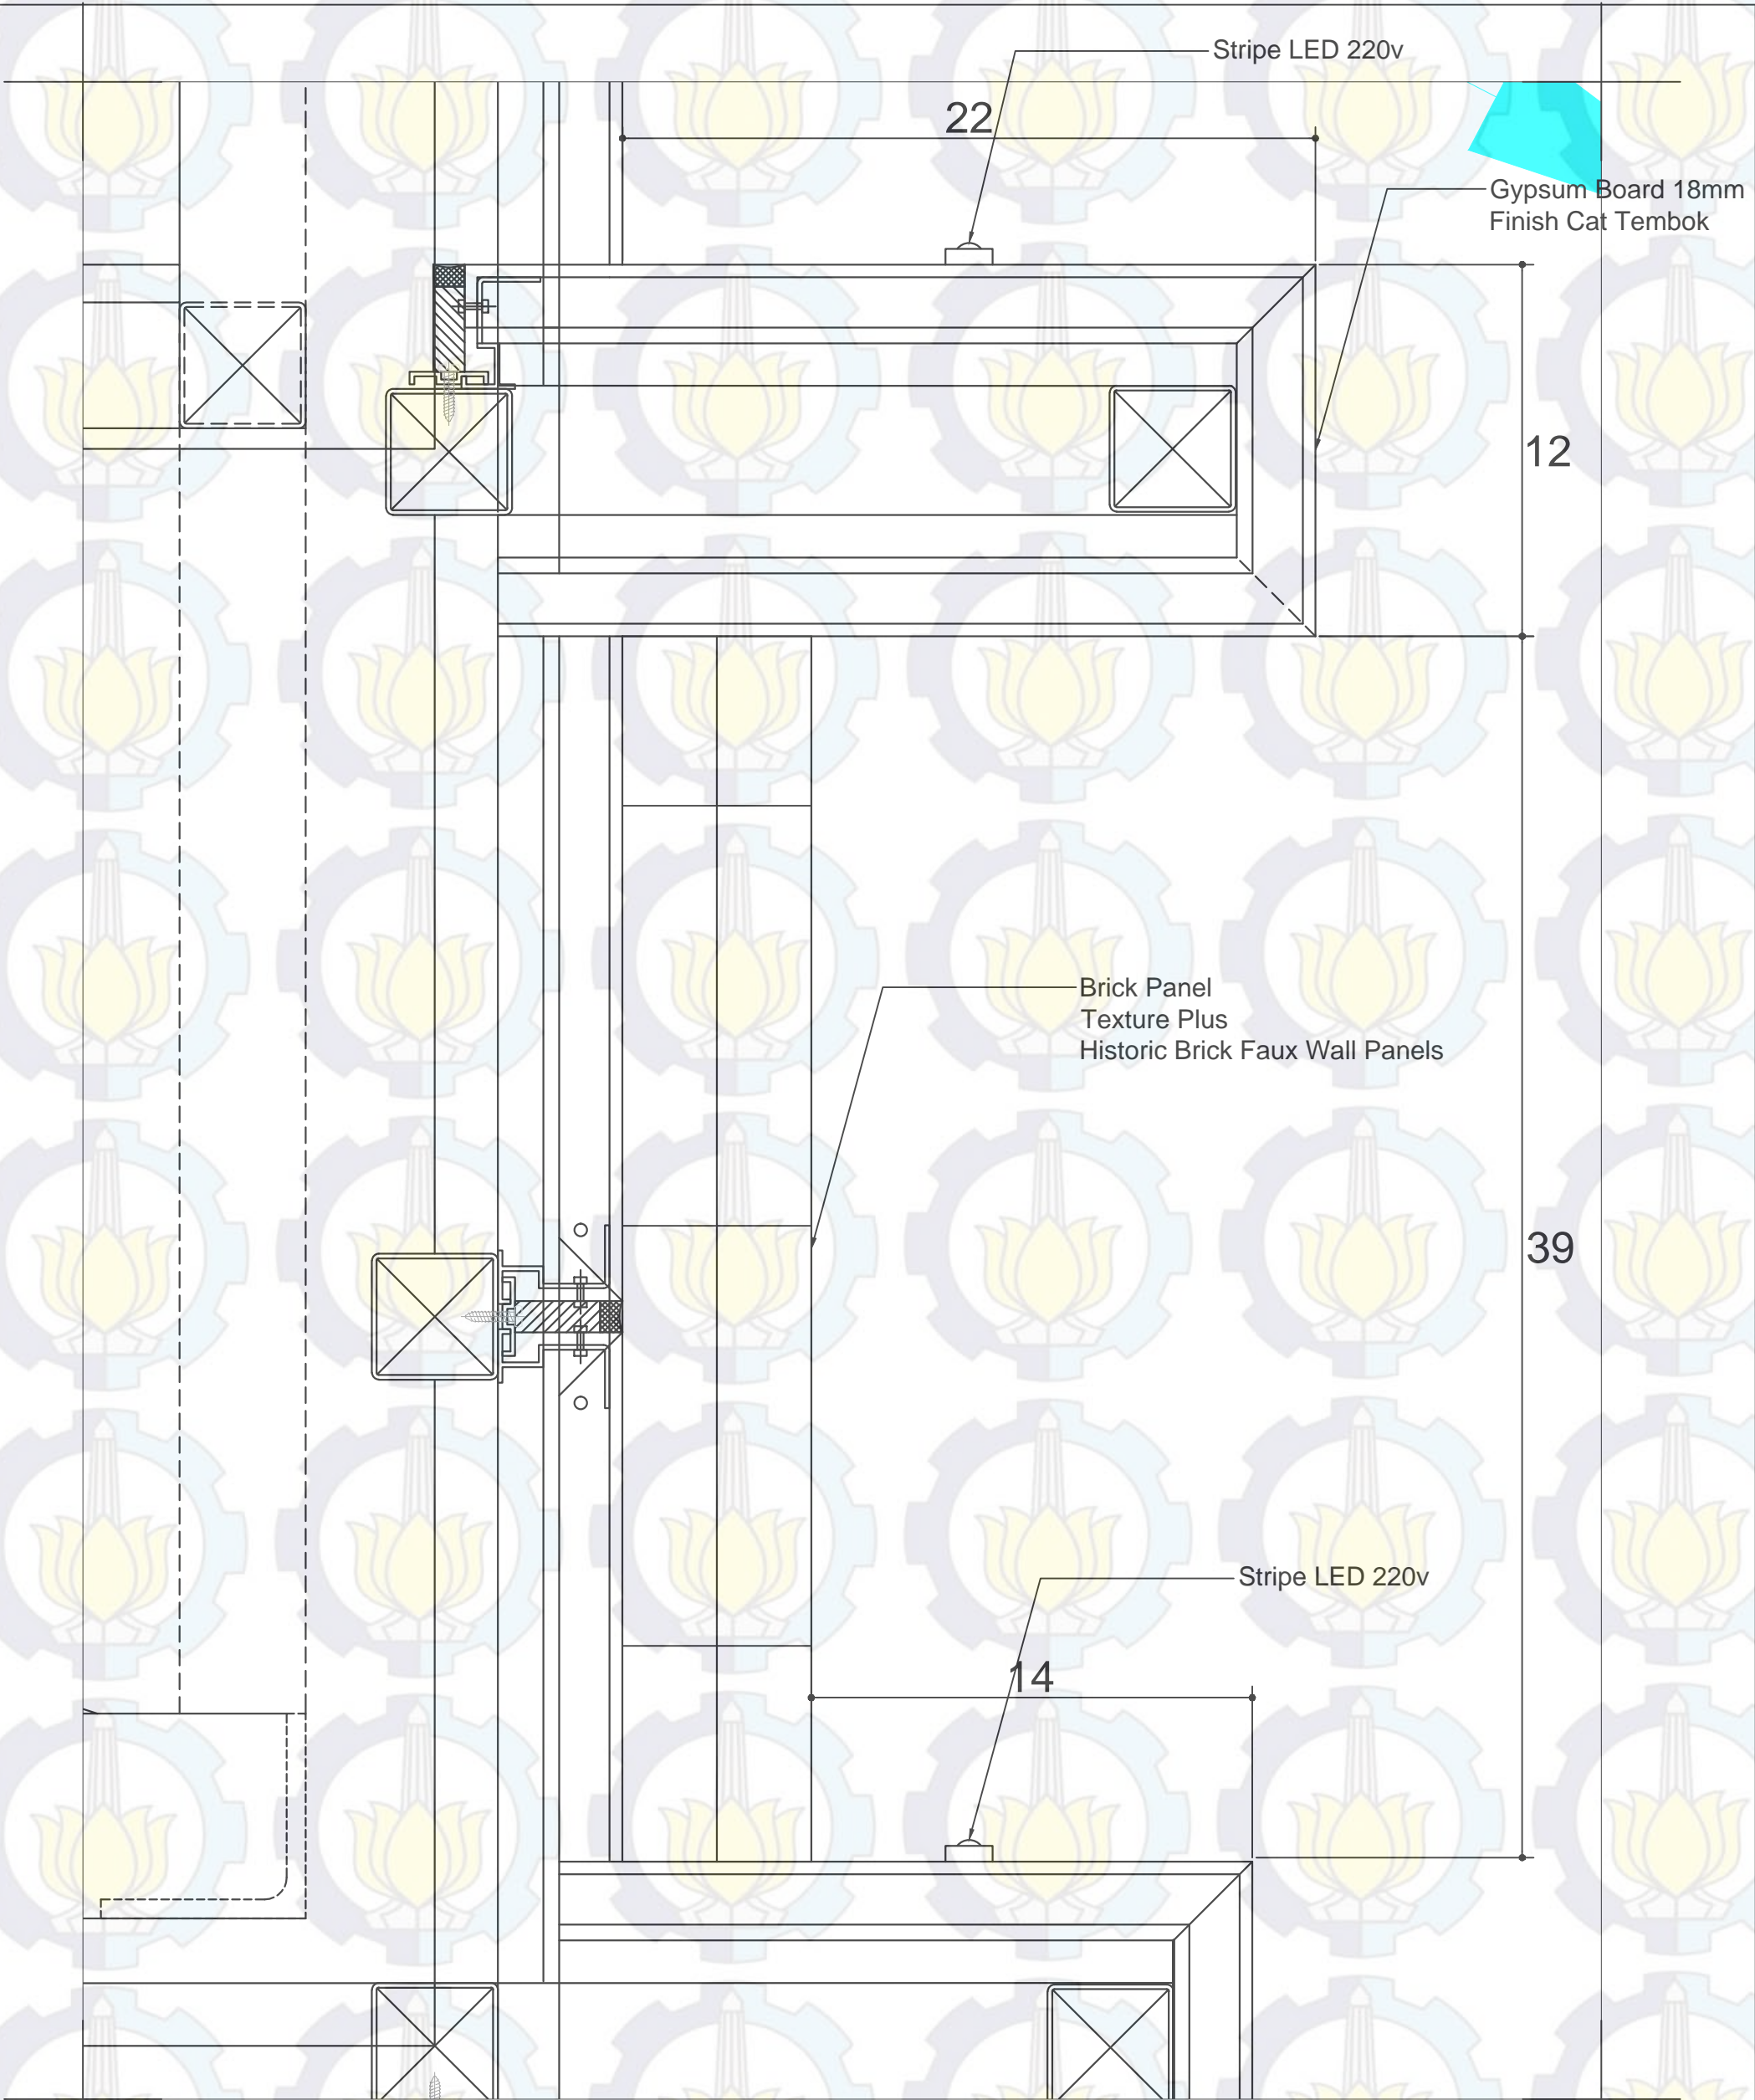 Stripe LED 220v
22
Gypsum Board 18mm
Finish Cat Tembok
12
Brick Panel
Texture Plus
Historic Brick Faux Wall Panels
39
Stripe LED 220v
14